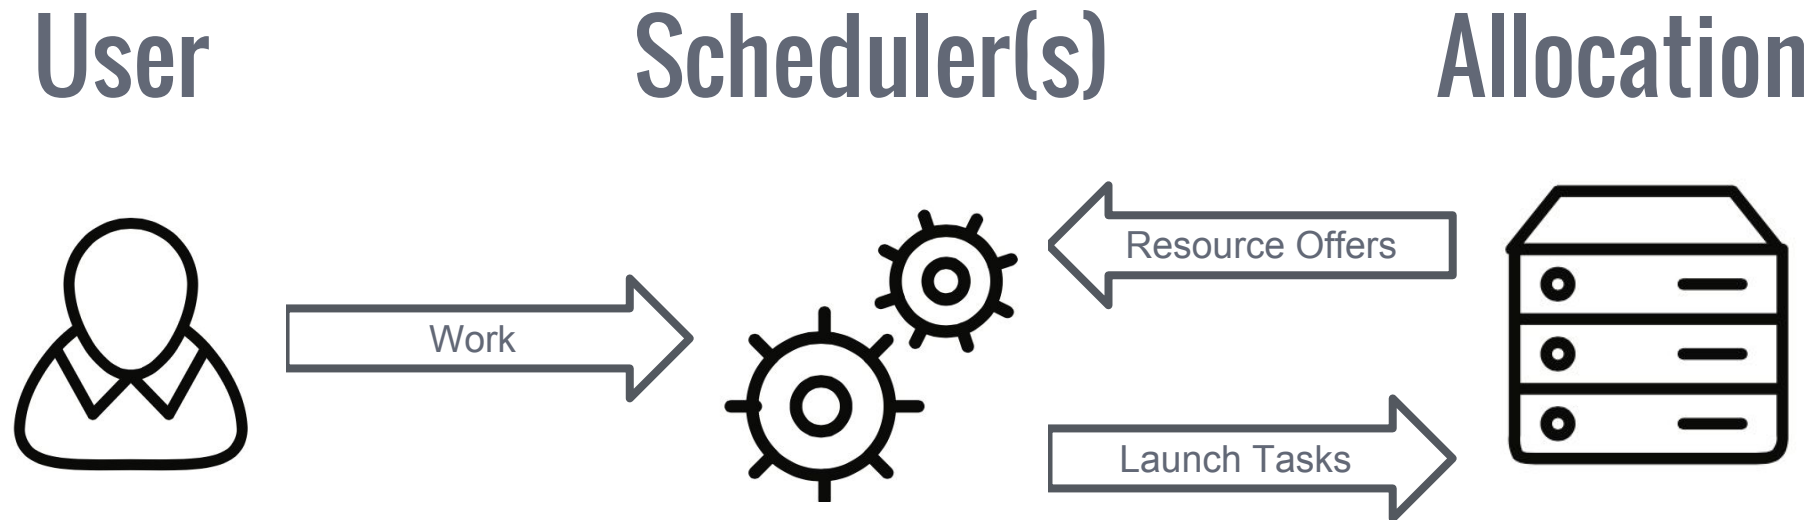 User
Scheduler(s)
Allocation
Work
Resource Offers
Launch Tasks